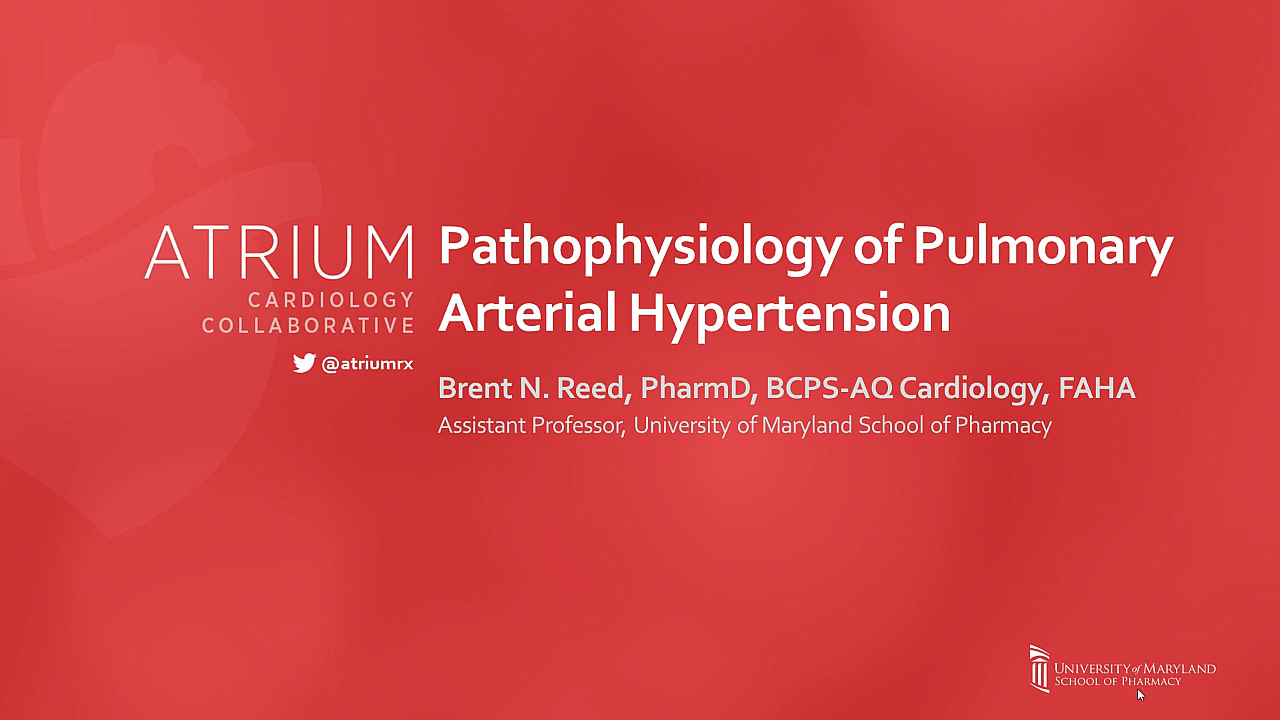 ATRIUM
CARDIOLOGY
COLLABORATIVE
@atriumrx
Pathophysiology of Pulmonary
Arterial Hypertension
Brent N. Reed, PharmD, BCPS-AQ Cardiology, FAHA
Assistant Professor, University of Maryland School of Pharmacy
UNIVERSITY of MARYLAND
SCHOOL OF PHARMACY